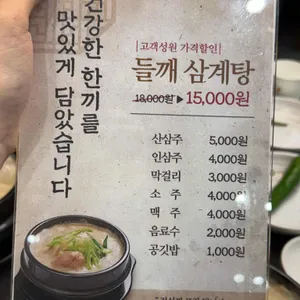 건강한 한끼를
맛있게 담았습니다
|고객성원 가격할인|
들깨 삼계탕
18,000원 ▶ 15,000원
산삼주 5,000원
인삼주 4,000원
막걸리 3,000원
소 주 4,000원
맥 주 4,000원
음료수 2,000원
공깃밥 1,000원